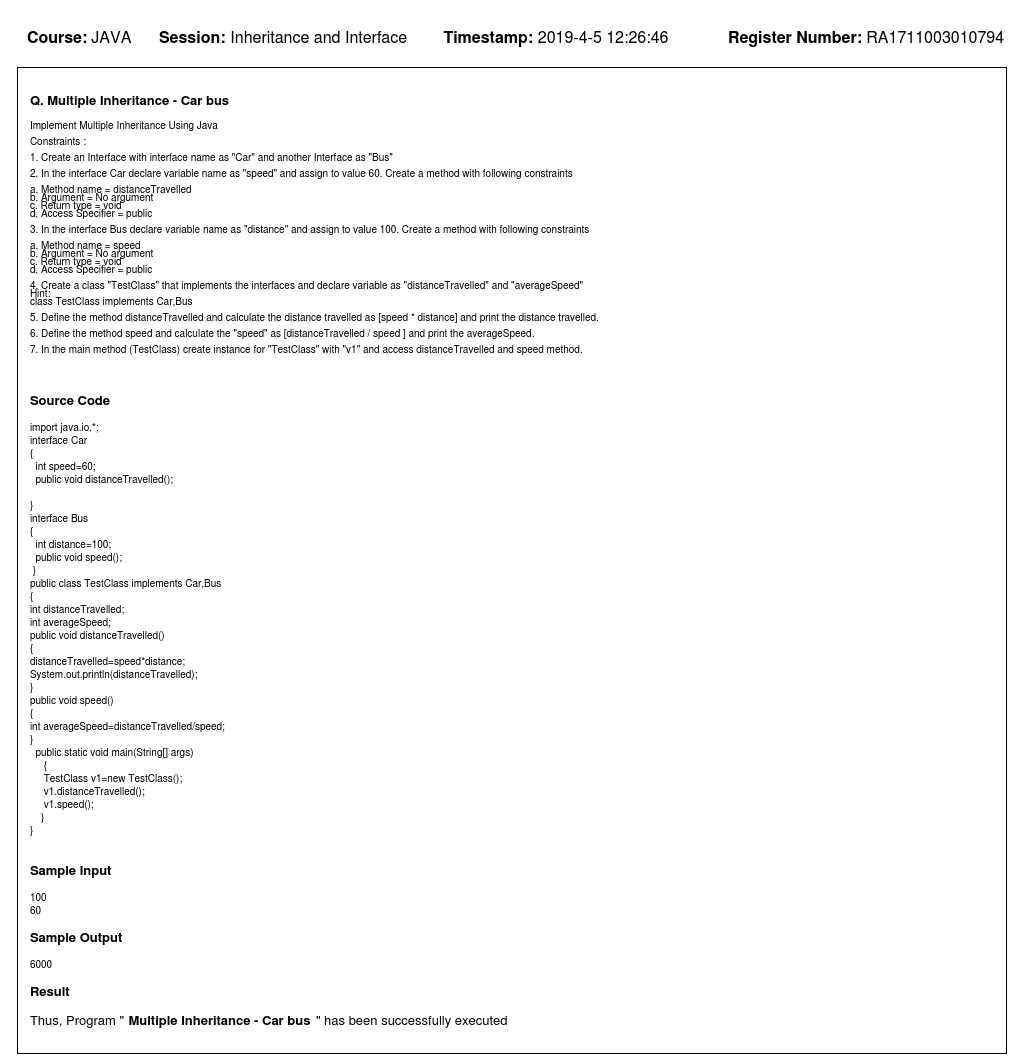 Course: JAVA Session: Inheritance and Interface Timestamp: 2019-4-5 12:26:46 Register Number: RA1711003010794
Q. Multiple Inheritance - Car bus
Implement Multiple Inheritance Using Java
Constraints :
1. Create an Interface with interface name as "Car" and another Interface as "Bus"
2. In the interface Car declare variable name as "speed" and assign to value 60. Create a method with following constraints
a. Method name = distanceTravelled
b. Argument = No argument
c. Return type = void
d. Access Specifier = public
3. In the interface Bus declare variable name as "distance" and assign to value 100. Create a method with following constraints
a. Method name = speed
b. Argument = No argument
c. Return type = void
d. Access Specifier = public
4. Create a class "TestClass" that implements the interfaces and declare variable as "distanceTravelled" and "averageSpeed"
Hint:
class TestClass implements Car,Bus
5. Define the method distanceTravelled and calculate the distance travelled as [speed * distance] and print the distance travelled.
6. Define the method speed and calculate the "speed" as [distanceTravelled / speed ] and print the averageSpeed.
7. In the main method (TestClass) create instance for "TestClass" with "v1" and access distanceTravelled and speed method.
Source Code
import java.io.*;
interface Car
{
int speed=60;
public void distanceTravelled();
}
interface Bus
{
int distance=100;
public void speed();
}
public class TestClass implements Car,Bus
{
int distanceTravelled;
int averageSpeed;
public void distanceTravelled()
{
distanceTravelled=speed*distance;
System.out.println(distanceTravelled);
}
public void speed()
{
int averageSpeed=distanceTravelled/speed;
}
public static void main(String[] args)
{
TestClass v1=new TestClass();
v1.distanceTravelled();
v1.speed();
}
}
Sample Input
100
60
Sample Output
6000
Result
Thus, Program " Multiple Inheritance - Car bus " has been successfully executed